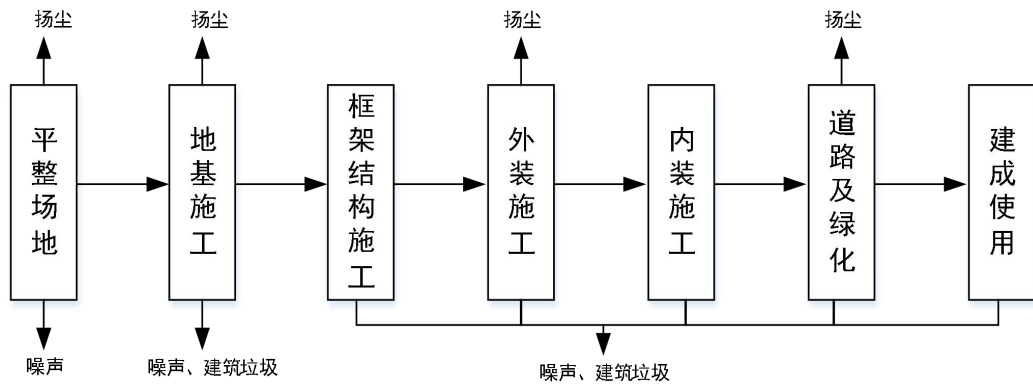 扬尘
扬尘
扬尘
扬尘
平整场地
地基施工
框架结构施工
外装施工
内装施工
道路及绿化
建成使用
噪声
噪声、建筑垃圾
噪声、建筑垃圾